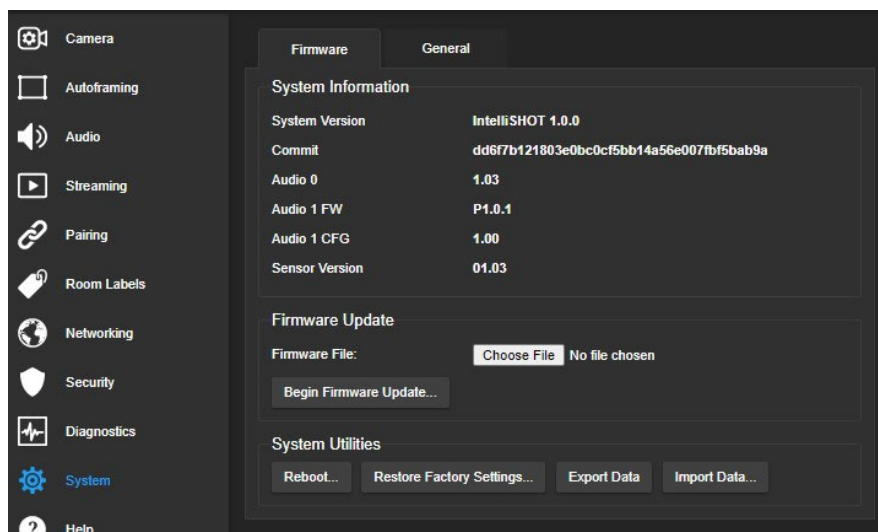 Camera
Autoframing
Audio
Streaming
Pairing
Room Labels
Networking
Security
Diagnostics
System
Help
Firmware General
System Information
System Version IntelliSHOT 1.0.0
Commit dd6f7b121803e0bc0cf5bb14a56e007fbf5bab9a
Audio 0 1.03
Audio 1 FW P1.0.1
Audio 1 CFG 1.00
Sensor Version 01.03
Firmware Update
Firmware File: Choose File No file chosen
Begin Firmware Update...
System Utilities
Reboot... Restore Factory Settings... Export Data Import Data...